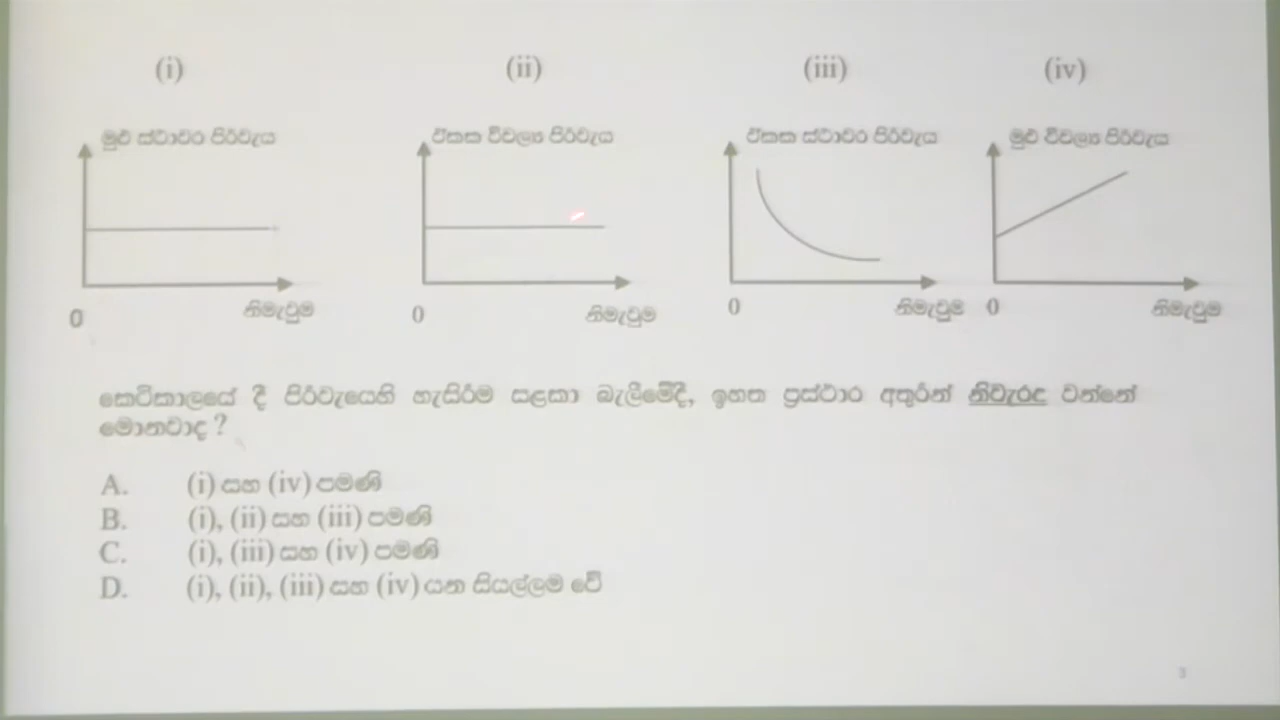 (i) (ii) (iii) (iv)
මුළු ස්ථාවර පිරිවැය ඒකක විචල්‍ය පිරිවැය ඒකක ස්ථාවර පිරිවැය මුළු විචල්‍ය පිරිවැය
0 නිමැවුම 0 නිමැවුම 0 නිමැවුම 0 නිමැවුම
කෙටිකාලයේ දී පිරිවැයෙහි හැසිරීම සළකා බැලීමේදී, ඉහත ප්‍රස්ථාර අතුරින් නිවැරදි වන්නේ
මොනවාද ?
A. (i) සහ (iv) පමණි
B. (i), (ii) සහ (iii) පමණි
C. (i), (iii) සහ (iv) පමණි
D. (i), (ii), (iii) සහ (iv) යන සියල්ලම වේ
3